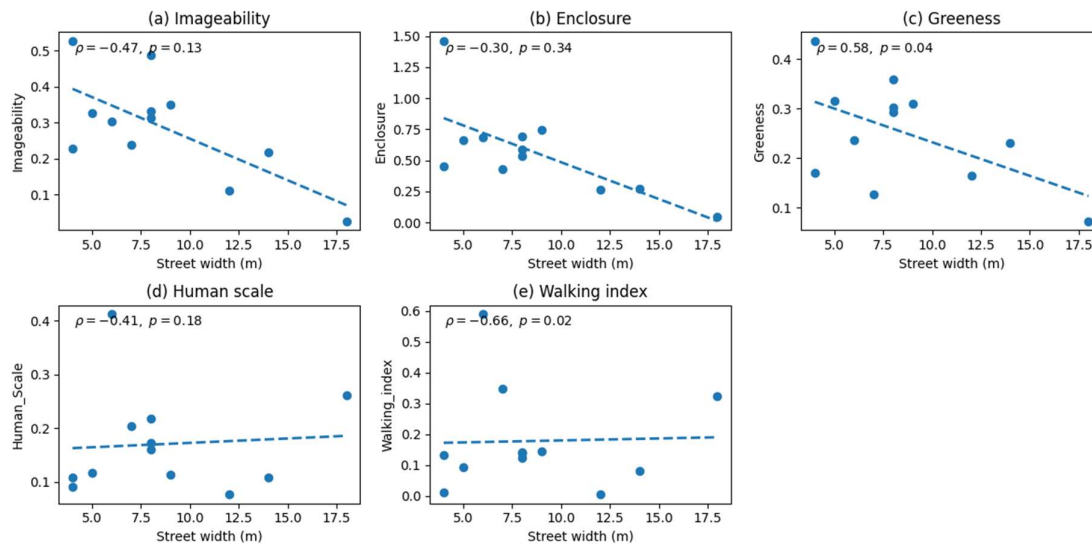 (a) Imageability
ρ = −0.47, p = 0.13
Imageability
0.5
0.4
0.3
0.2
0.1
5.0 7.5 10.0 12.5 15.0 17.5
Street width (m)
(b) Enclosure
ρ = −0.30, p = 0.34
Enclosure
1.50
1.25
1.00
0.75
0.50
0.25
0.00
5.0 7.5 10.0 12.5 15.0 17.5
Street width (m)
(c) Greeness
ρ = 0.58, p = 0.04
Greeness
0.4
0.3
0.2
0.1
5.0 7.5 10.0 12.5 15.0 17.5
Street width (m)
(d) Human scale
ρ = −0.41, p = 0.18
Human_Scale
0.4
0.3
0.2
0.1
5.0 7.5 10.0 12.5 15.0 17.5
Street width (m)
(e) Walking index
ρ = −0.66, p = 0.02
Walking_index
0.6
0.5
0.4
0.3
0.2
0.1
0.0
5.0 7.5 10.0 12.5 15.0 17.5
Street width (m)